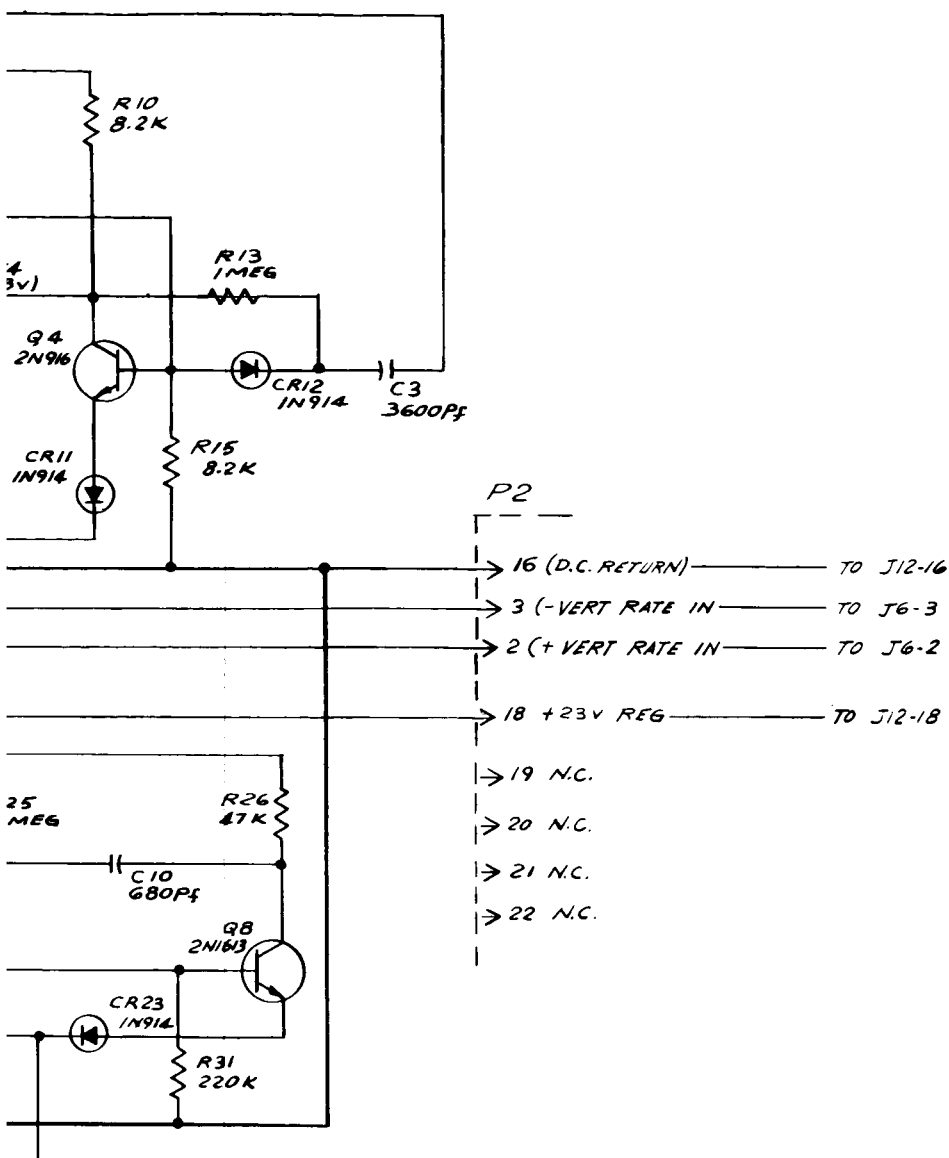 R10
8.2K
R13
1MEG
4
3v)
Q4
2N916
CR12
1N914
C3
3600Pf
CR11
1N914
R15
8.2K
P2
16 (D.C. RETURN) TO J12-16
3 (-VERT RATE IN TO J6-3
2 (+ VERT RATE IN TO J6-2
18 +23v REG TO J12-18
19 N.C.
25
MEG
R26
47K
20 N.C.
C10
680Pf
21 N.C.
22 N.C.
Q8
2N1613
CR23
1N914
R31
220K